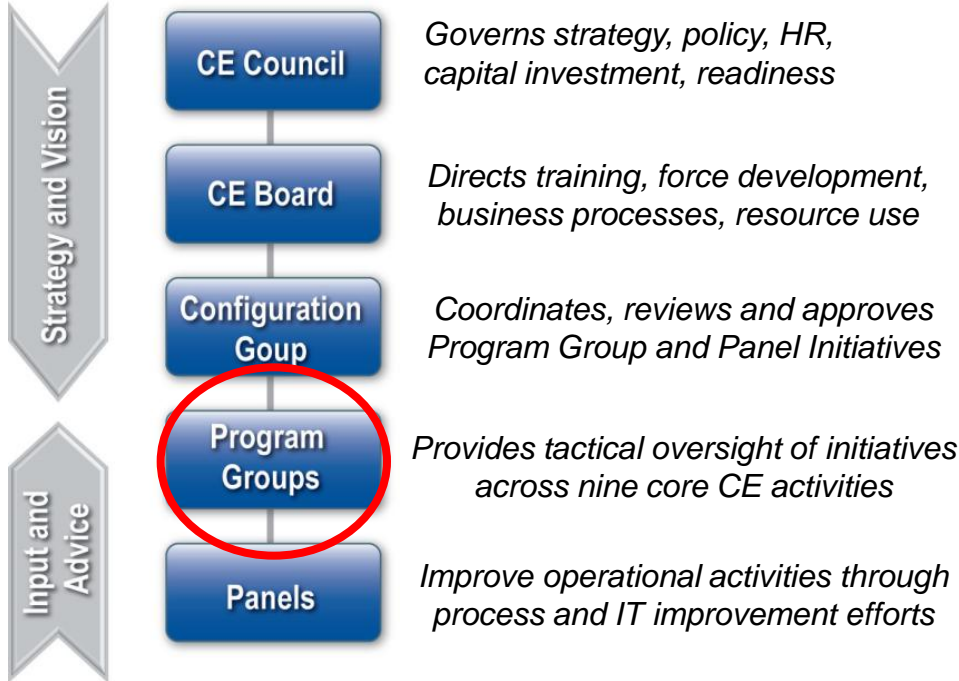 Strategy and Vision
CE Council
Governs strategy, policy, HR,
capital investment, readiness
CE Board
Directs training, force development,
business processes, resource use
Configuration
Goup
Coordinates, reviews and approves
Program Group and Panel Initiatives
Input and
Advice
Program
Groups
Provides tactical oversight of initiatives
across nine core CE activities
Panels
Improve operational activities through
process and IT improvement efforts